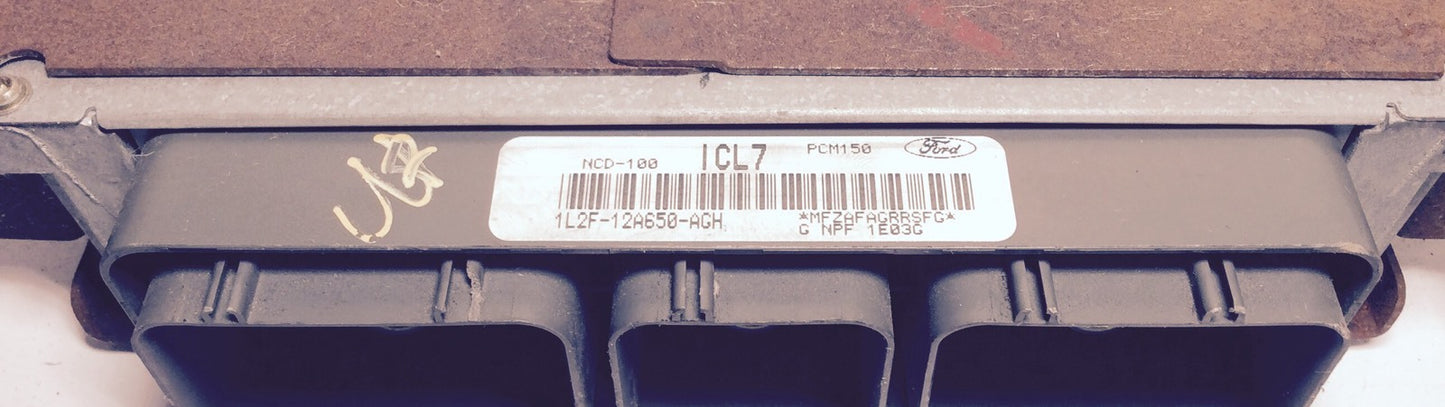 NCD-100 ICL7 PCM150 Ford
1L2F-12A650-AGH *MFZAFAGRRSFG*
G NPF 1E03G